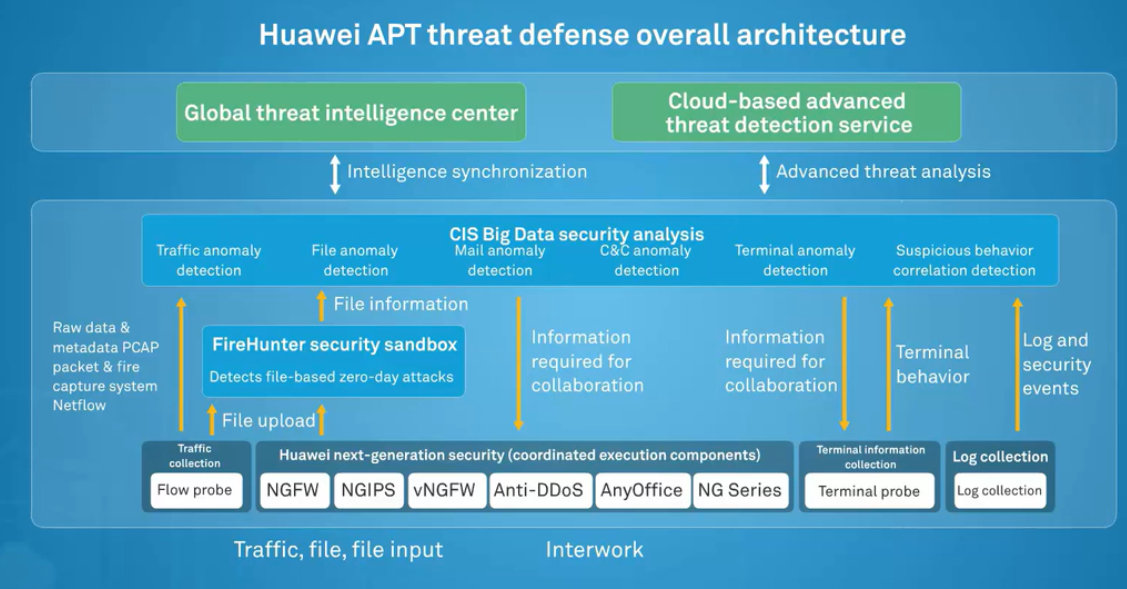 Huawei APT threat defense overall architecture
Global threat intelligence center
Cloud-based advanced
threat detection service
Intelligence synchronization
Advanced threat analysis
CIS Big Data security analysis
Traffic anomaly
detection
File anomaly
detection
Mail anomaly
detection
C&C anomaly
detection
Terminal anomaly
detection
Suspicious behavior
correlation detection
File information
Raw data &
metadata PCAP
packet & fire
capture system
Netflow
FireHunter security sandbox
Detects file-based zero-day attacks
Information
required for
collaboration
Information
required for
collaboration
Terminal
behavior
Log and
security
events
File upload
Traffic
collection
Flow probe
Huawei next-generation security (coordinated execution components)
NGFW
NGIPS
vNGFW
Anti-DDoS
AnyOffice
NG Series
Terminal information
collection
Terminal probe
Log collection
Log collection
Traffic, file, file input
Interwork